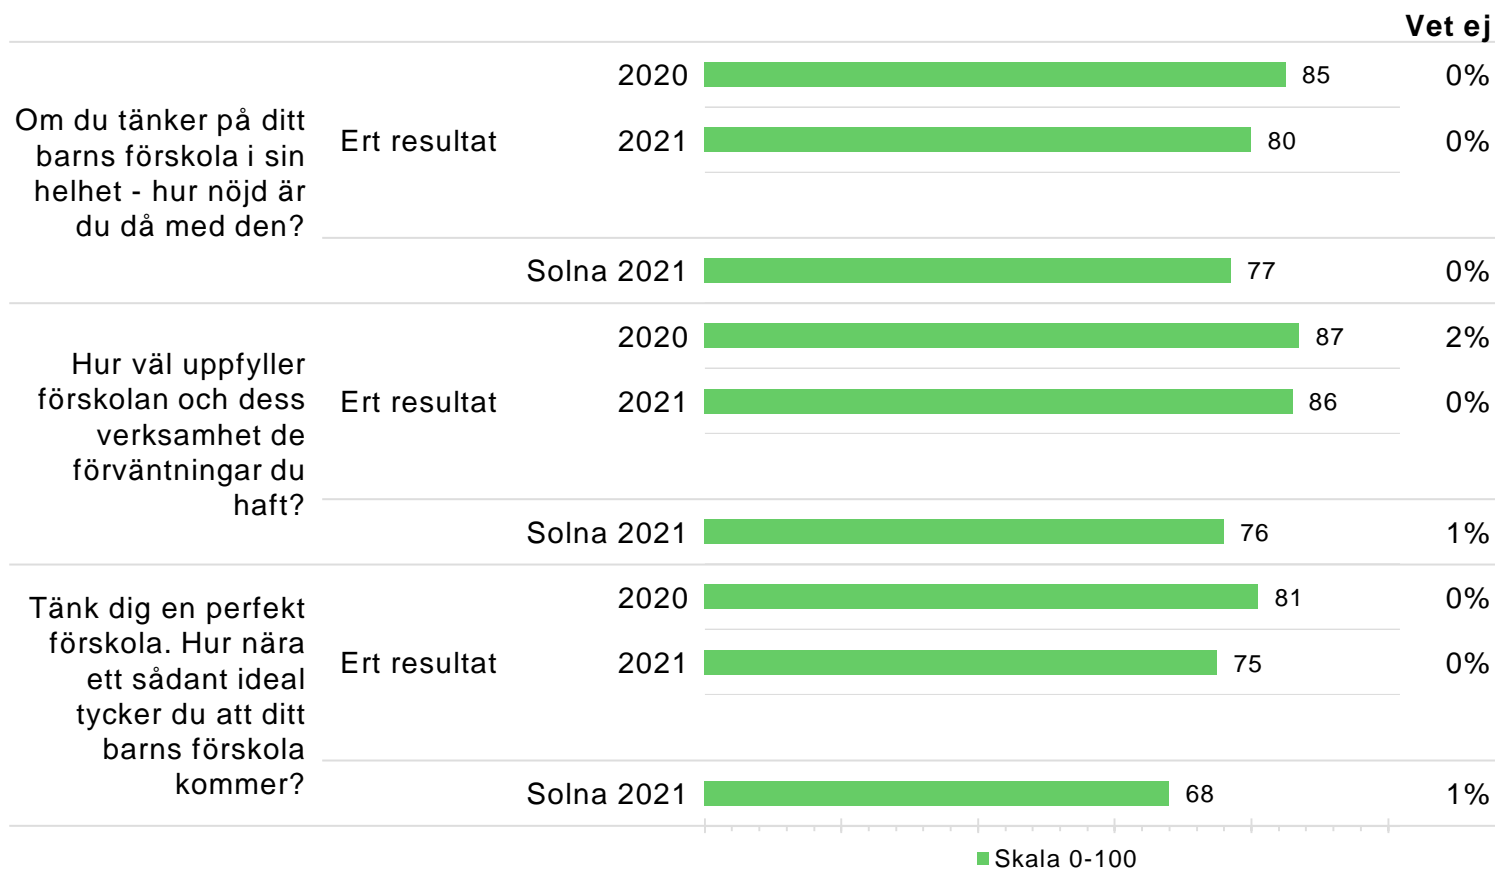 Vet ej
Om du tänker på ditt
barns förskola i sin
helhet - hur nöjd är
du då med den?
Ert resultat
2020
85
0%
2021
80
0%
Solna 2021
77
0%
Hur väl uppfyller
förskolan och dess
verksamhet de
förväntningar du
haft?
Ert resultat
2020
87
2%
2021
86
0%
Solna 2021
76
1%
Tänk dig en perfekt
förskola. Hur nära
ett sådant ideal
tycker du att ditt
barns förskola
kommer?
Ert resultat
2020
81
0%
2021
75
0%
Solna 2021
68
1%
Skala 0-100